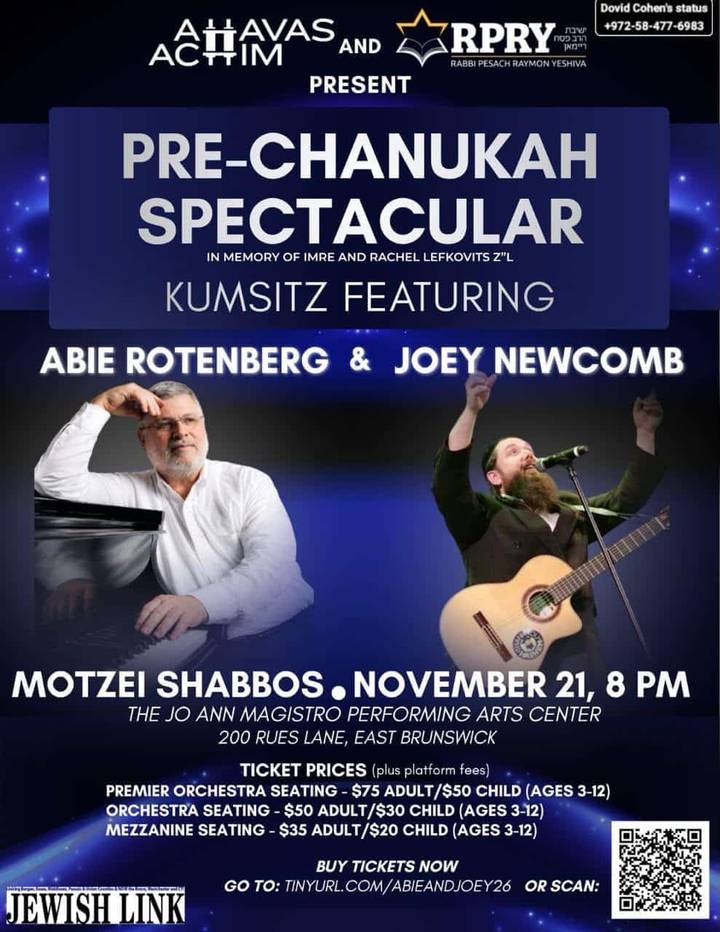 Dovid Cohen's status
+972-58-477-6983
AHAVAS
ACHIM
AND
RPRY
ישיבת
הרב פסח
ריימאן
RABBI PESACH RAYMON YESHIVA
PRESENT
PRE-CHANUKAH
SPECTACULAR
IN MEMORY OF IMRE AND RACHEL LEFKOVITS Z"L
KUMSITZ FEATURING
ABIE ROTENBERG & JOEY NEWCOMB
MOTZEI SHABBOS • NOVEMBER 21, 8 PM
THE JO ANN MAGISTRO PERFORMING ARTS CENTER
200 RUES LANE, EAST BRUNSWICK
TICKET PRICES (plus platform fees)
PREMIER ORCHESTRA SEATING - $75 ADULT/$50 CHILD (AGES 3-12)
ORCHESTRA SEATING - $50 ADULT/$30 CHILD (AGES 3-12)
MEZZANINE SEATING - $35 ADULT/$20 CHILD (AGES 3-12)
BUY TICKETS NOW
GO TO: TINYURL.COM/ABIEANDJOEY26 OR SCAN:
JEWISH LINK